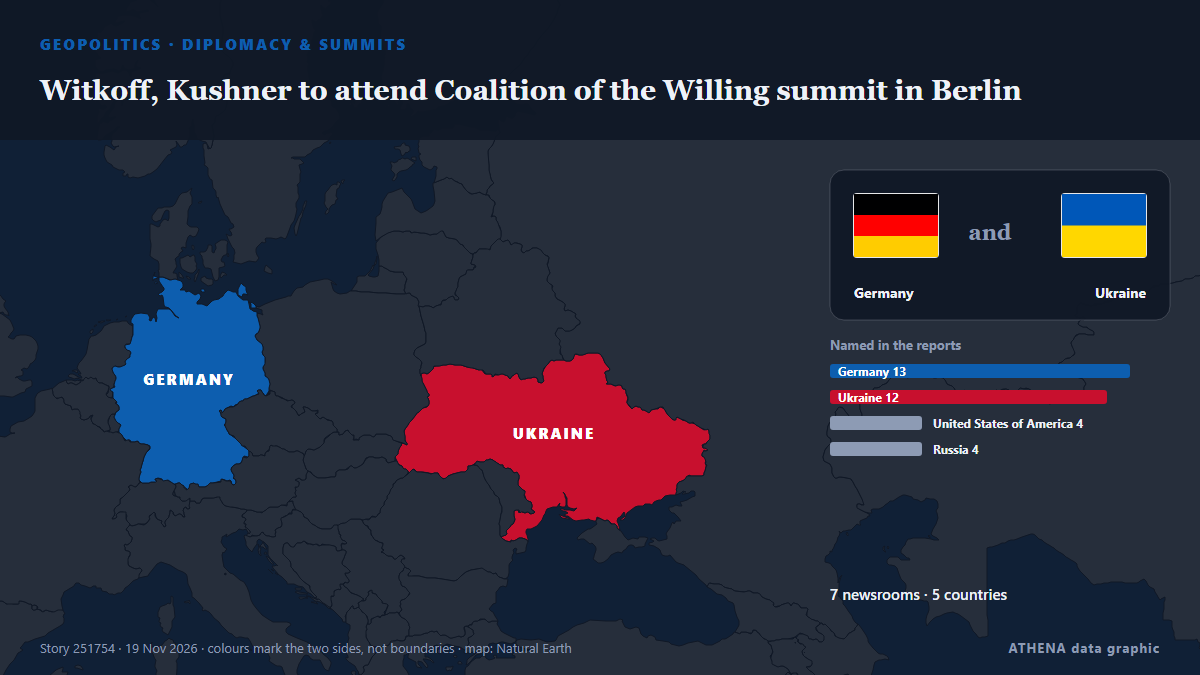 GEOPOLITICS · DIPLOMACY & SUMMITS
Witkoff, Kushner to attend Coalition of the Willing summit in Berlin
and
Germany
Ukraine
Named in the reports
Germany 13
Ukraine 12
United States of America 4
Russia 4
GERMANY
UKRAINE
7 newsrooms · 5 countries
Story 251754 · 19 Nov 2026 · colours mark the two sides, not boundaries · map: Natural Earth
ATHENA data graphic